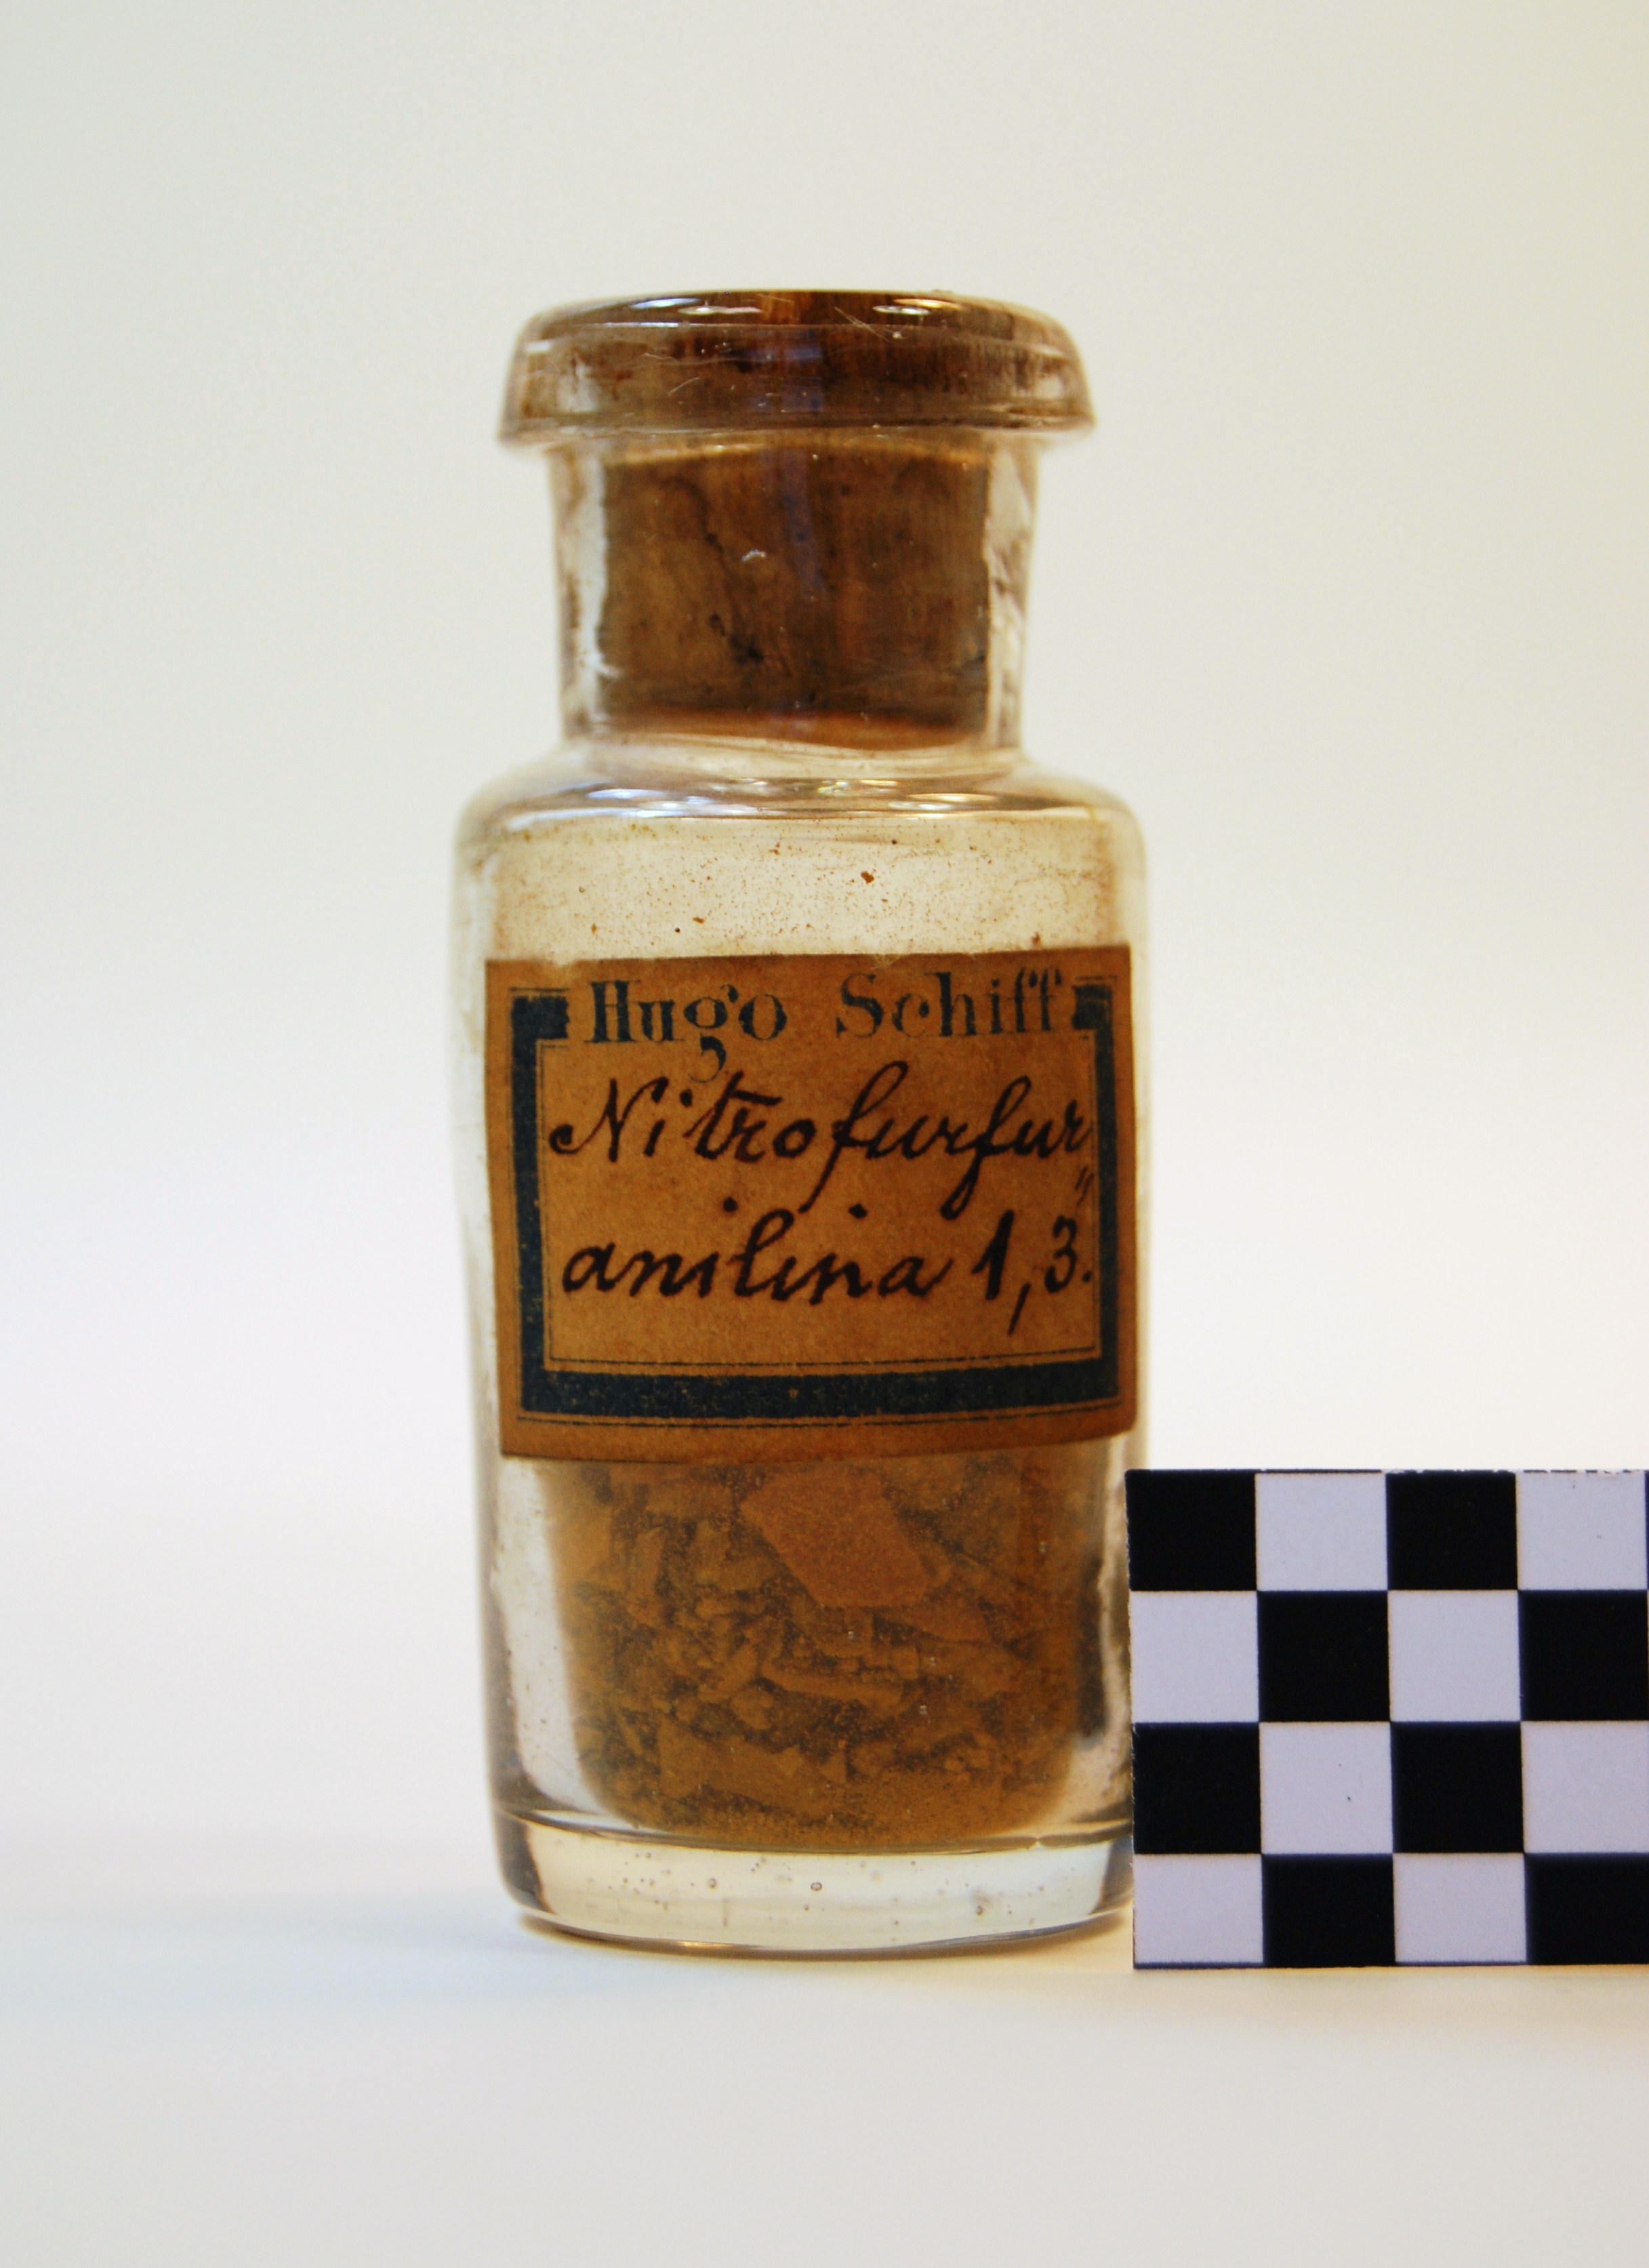 Hugo Schiff
Nitrofurfur„
anilina 1,3.